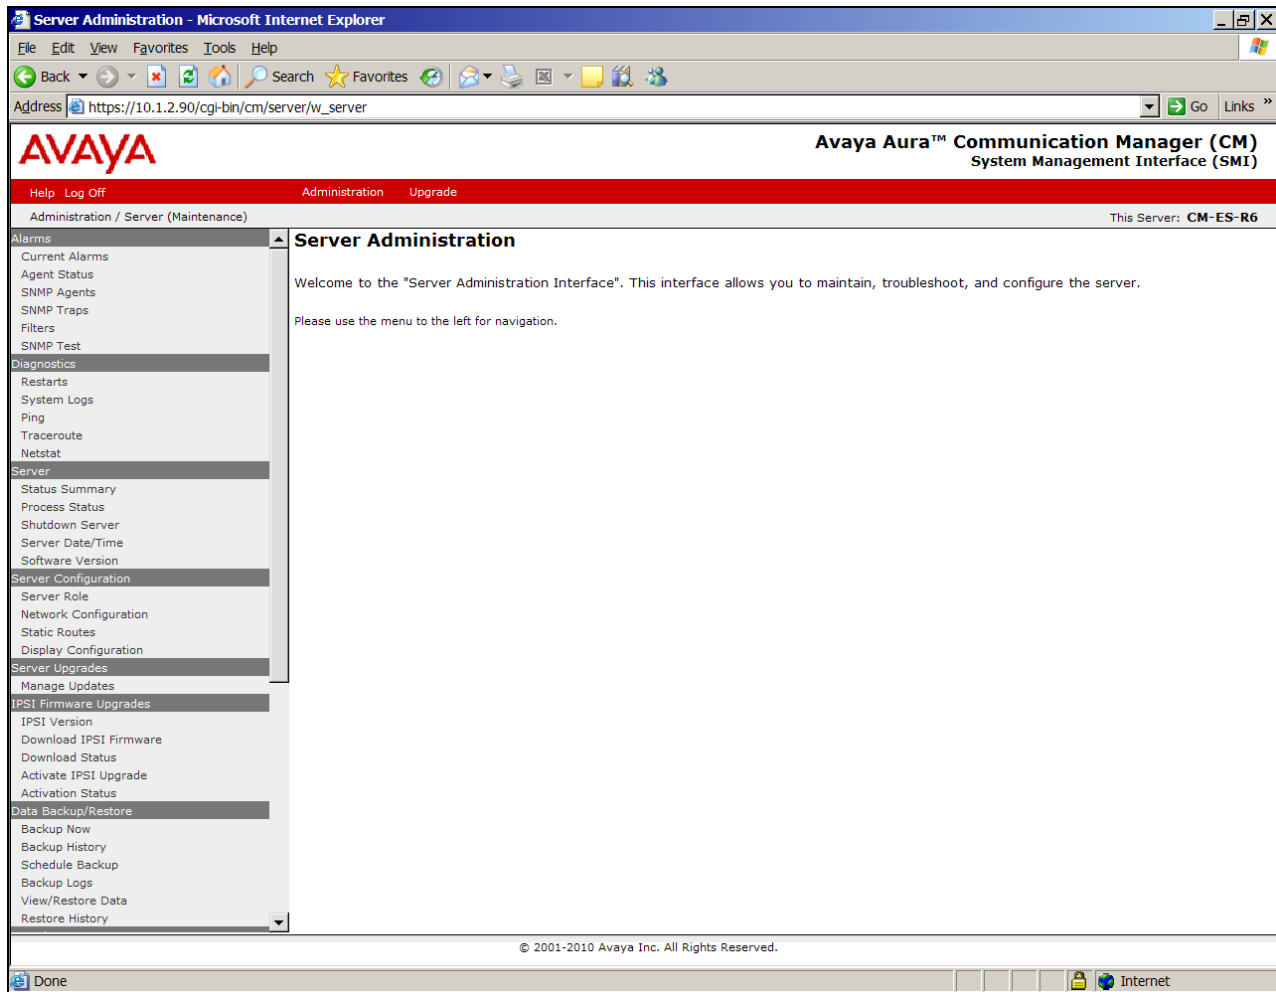 Server Administration - Microsoft Internet Explorer
File Edit View Favorites Tools Help
Back Search Favorites
Address https://10.1.2.90/cgi-bin/cm/server/w_server Go Links »
AVAYA
Avaya Aura™ Communication Manager (CM)
System Management Interface (SMI)
Help Log Off Administration Upgrade
Administration / Server (Maintenance) This Server: CM-ES-R6
Alarms
Current Alarms
Agent Status
SNMP Agents
SNMP Traps
Filters
SNMP Test
Diagnostics
Restarts
System Logs
Ping
Traceroute
Netstat
Server
Status Summary
Process Status
Shutdown Server
Server Date/Time
Software Version
Server Configuration
Server Role
Network Configuration
Static Routes
Display Configuration
Server Upgrades
Manage Updates
IPSI Firmware Upgrades
IPSI Version
Download IPSI Firmware
Download Status
Activate IPSI Upgrade
Activation Status
Data Backup/Restore
Backup Now
Backup History
Schedule Backup
Backup Logs
View/Restore Data
Restore History
Server Administration
Welcome to the "Server Administration Interface". This interface allows you to maintain, troubleshoot, and configure the server.
Please use the menu to the left for navigation.
© 2001-2010 Avaya Inc. All Rights Reserved.
Done Internet